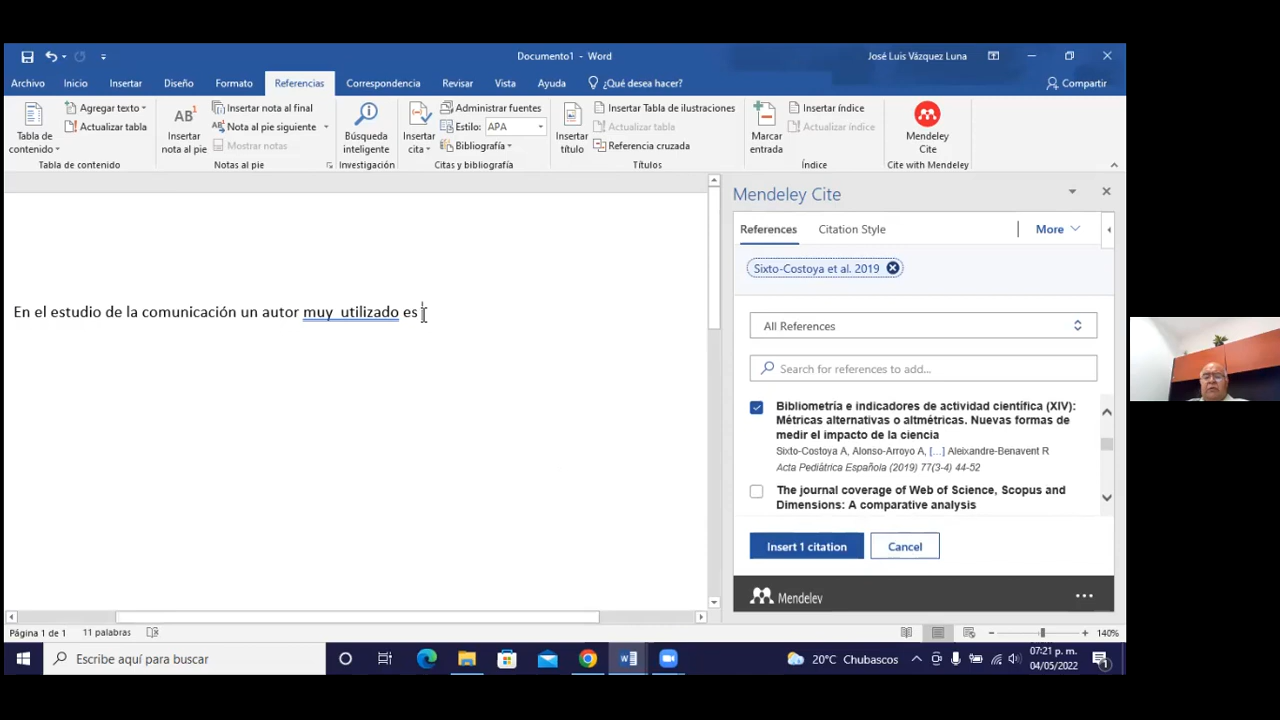 Documento1 - Word
José Luis Vázquez Luna
Archivo Inicio Insertar Diseño Formato Referencias Correspondencia Revisar Vista Ayuda ¿Qué desea hacer? Compartir
Tabla de contenido
Agregar texto
Actualizar tabla
Tabla de contenido
AB¹
Insertar nota al pie
Insertar nota al final
Nota al pie siguiente
Mostrar notas
Notas al pie
Búsqueda inteligente
Investigación
Insertar cita
Administrar fuentes
Estilo: APA
Bibliografía
Citas y bibliografía
Insertar título
Insertar Tabla de ilustraciones
Actualizar tabla
Referencia cruzada
Títulos
Marcar entrada
Insertar índice
Actualizar índice
Índice
Mendeley Cite
Cite with Mendeley
En el estudio de la comunicación un autor muy  utilizado es
Mendeley Cite
References Citation Style More
Sixto-Costoya et al. 2019
All References
Search for references to add...
Bibliometría e indicadores de actividad científica (XIV):
Métricas alternativas o altmétricas. Nuevas formas de
medir el impacto de la ciencia
Sixto-Costoya A, Alonso-Arroyo A, [...] Aleixandre-Benavent R
Acta Pediátrica Española (2019) 77(3-4) 44-52
The journal coverage of Web of Science, Scopus and
Dimensions: A comparative analysis
Insert 1 citation Cancel
Mendeley
Página 1 de 1 11 palabras 140%
Escribe aquí para buscar
20°C Chubascos
07:21 p. m.
04/05/2022
1